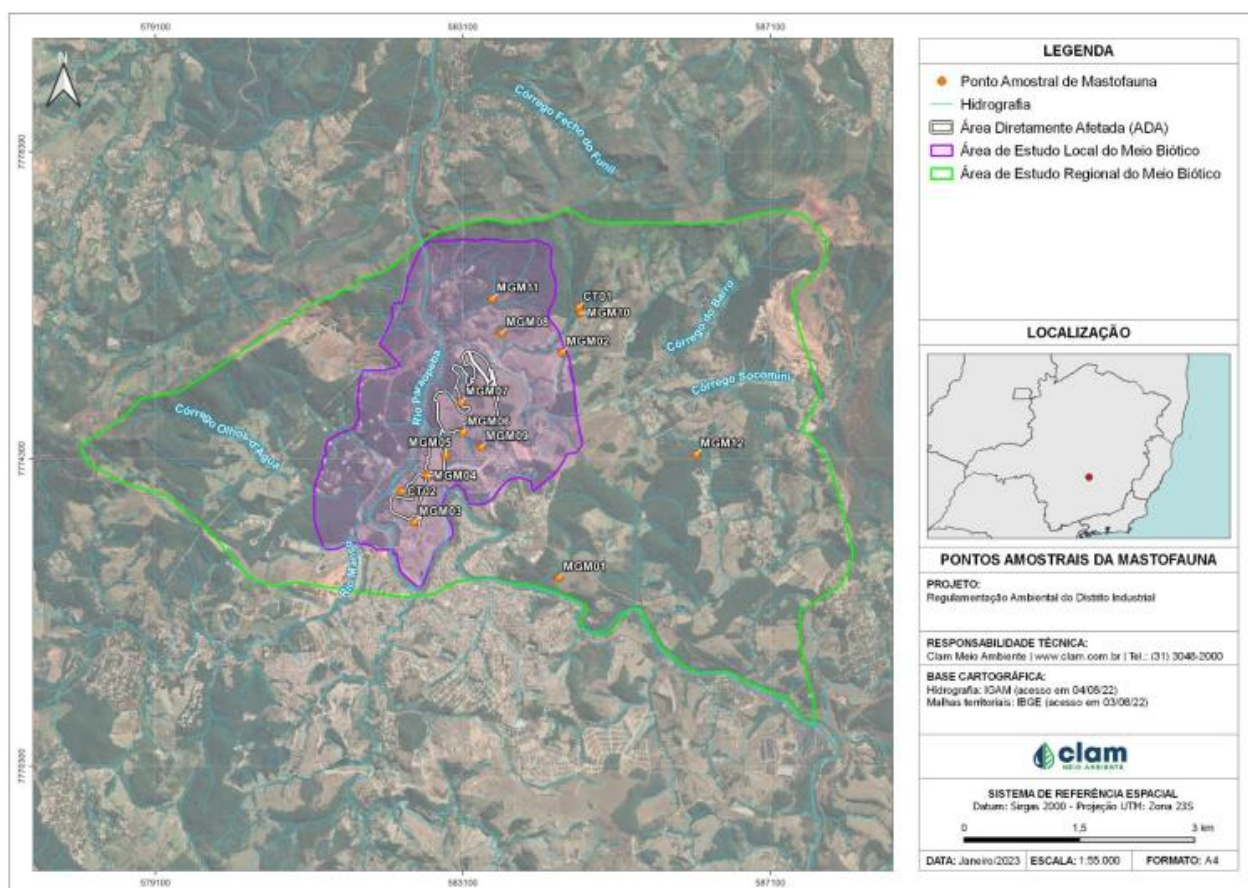 579100 583100 587100
N
7778300
7774300
7770300
Córrego Fecho do Funil
MGM11
CT01
MGM10
MGM08
MGM02
Córrego do Barro
Córrego Socomini
Rio Paraopeba
MGM07
MGM06
MGM05
MGM09
MGM12
Córrego Olhos d'Água
MGM04
CT02
MGM03
MGM01
579100 583100 587100
LEGENDA
Ponto Amostral de Mastofauna
Hidrografia
Área Diretamente Afetada (ADA)
Área de Estudo Local do Meio Biótico
Área de Estudo Regional do Meio Biótico
LOCALIZAÇÃO
PONTOS AMOSTRAIS DA MASTOFAUNA
PROJETO:
Regulamentação Ambiental do Distrito Industrial
RESPONSABILIDADE TÉCNICA:
Clam Meio Ambiente | www.clam.com.br | Tel.: (31) 3048-2000
BASE CARTOGRÁFICA:
Hidrografia: IGAM (acesso em 04/08/22)
Malhas territoriais: IBGE (acesso em 03/08/22)
clam
MEIO AMBIENTE
SISTEMA DE REFERÊNCIA ESPACIAL
Datum: Sirgas 2000 - Projeção UTM: Zona 23S
0 1,5 3 km
DATA: Janeiro/2023 ESCALA: 1:55.000 FORMATO: A4